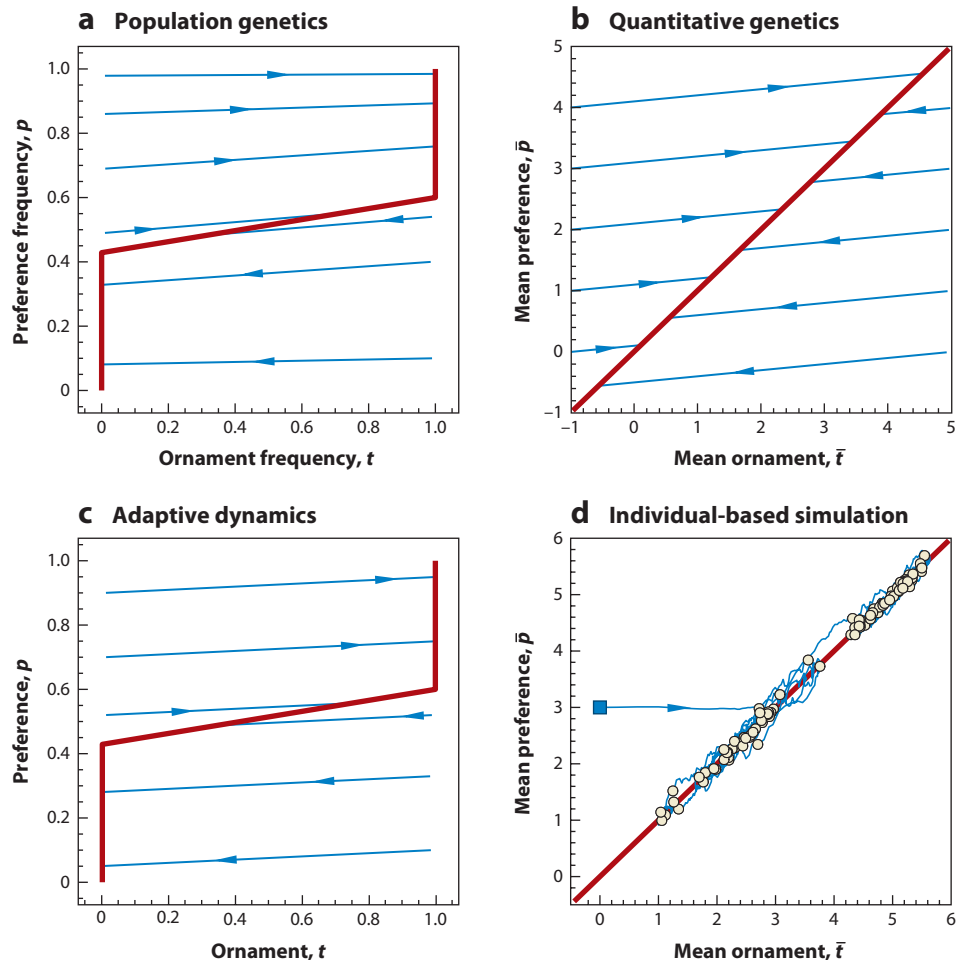 a Population genetics
Preference frequency, p
1.0
0.8
0.6
0.4
0.2
0
0 0.2 0.4 0.6 0.8 1.0
Ornament frequency, t
b Quantitative genetics
Mean preference, p̄
5
4
3
2
1
0
−1
−1 0 1 2 3 4 5
Mean ornament, t̄
c Adaptive dynamics
Preference, p
1.0
0.8
0.6
0.4
0.2
0
0 0.2 0.4 0.6 0.8 1.0
Ornament, t
d Individual-based simulation
Mean preference, p̄
6
5
4
3
2
1
0
0 1 2 3 4 5 6
Mean ornament, t̄